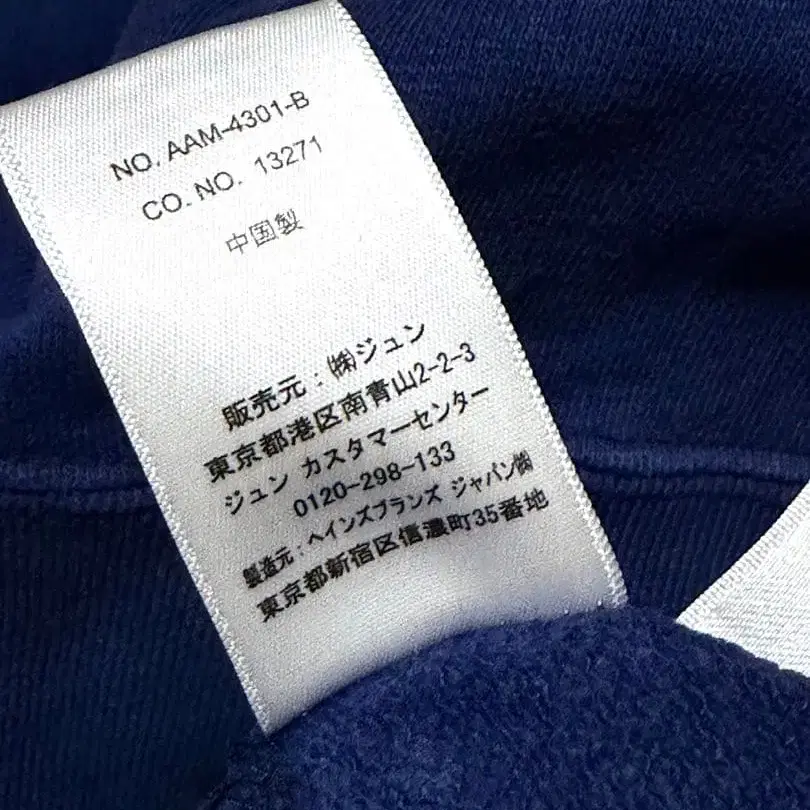 NO. AAM-4301-B
CO. NO. 13271
中国製
販売元:㈱ジュン
東京都港区南青山2-2-3
ジュン カスタマーセンター
0120-298-133
製造元:ヘインズブランズ ジャパン㈱
東京都新宿区信濃町35番地